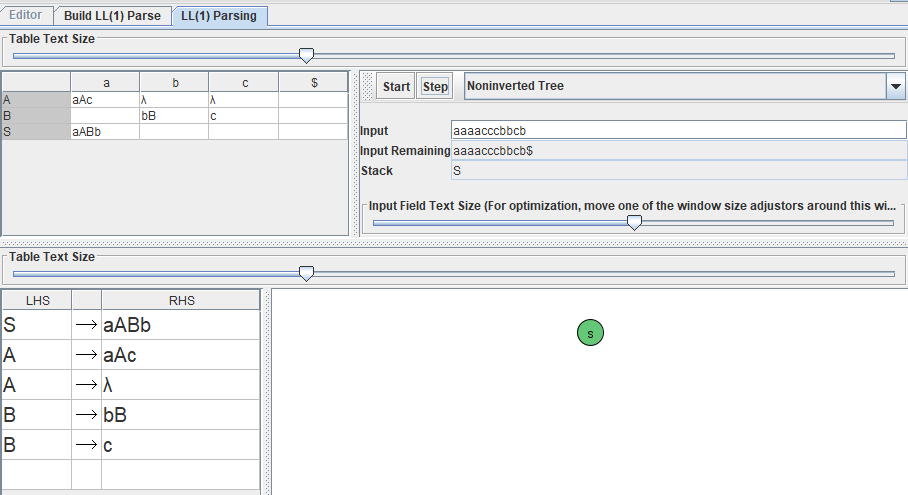 Editor Build LL(1) Parse LL(1) Parsing
Table Text Size
a b c $
A aAc λ λ
B bB c
S aABb
Start Step Noninverted Tree
Input aaaacccbbcb
Input Remaining aaaacccbbcb$
Stack S
Input Field Text Size (For optimization, move one of the window size adjustors around this wi...
Table Text Size
LHS RHS
S → aABb
A → aAc
A → λ
B → bB
B → c
S